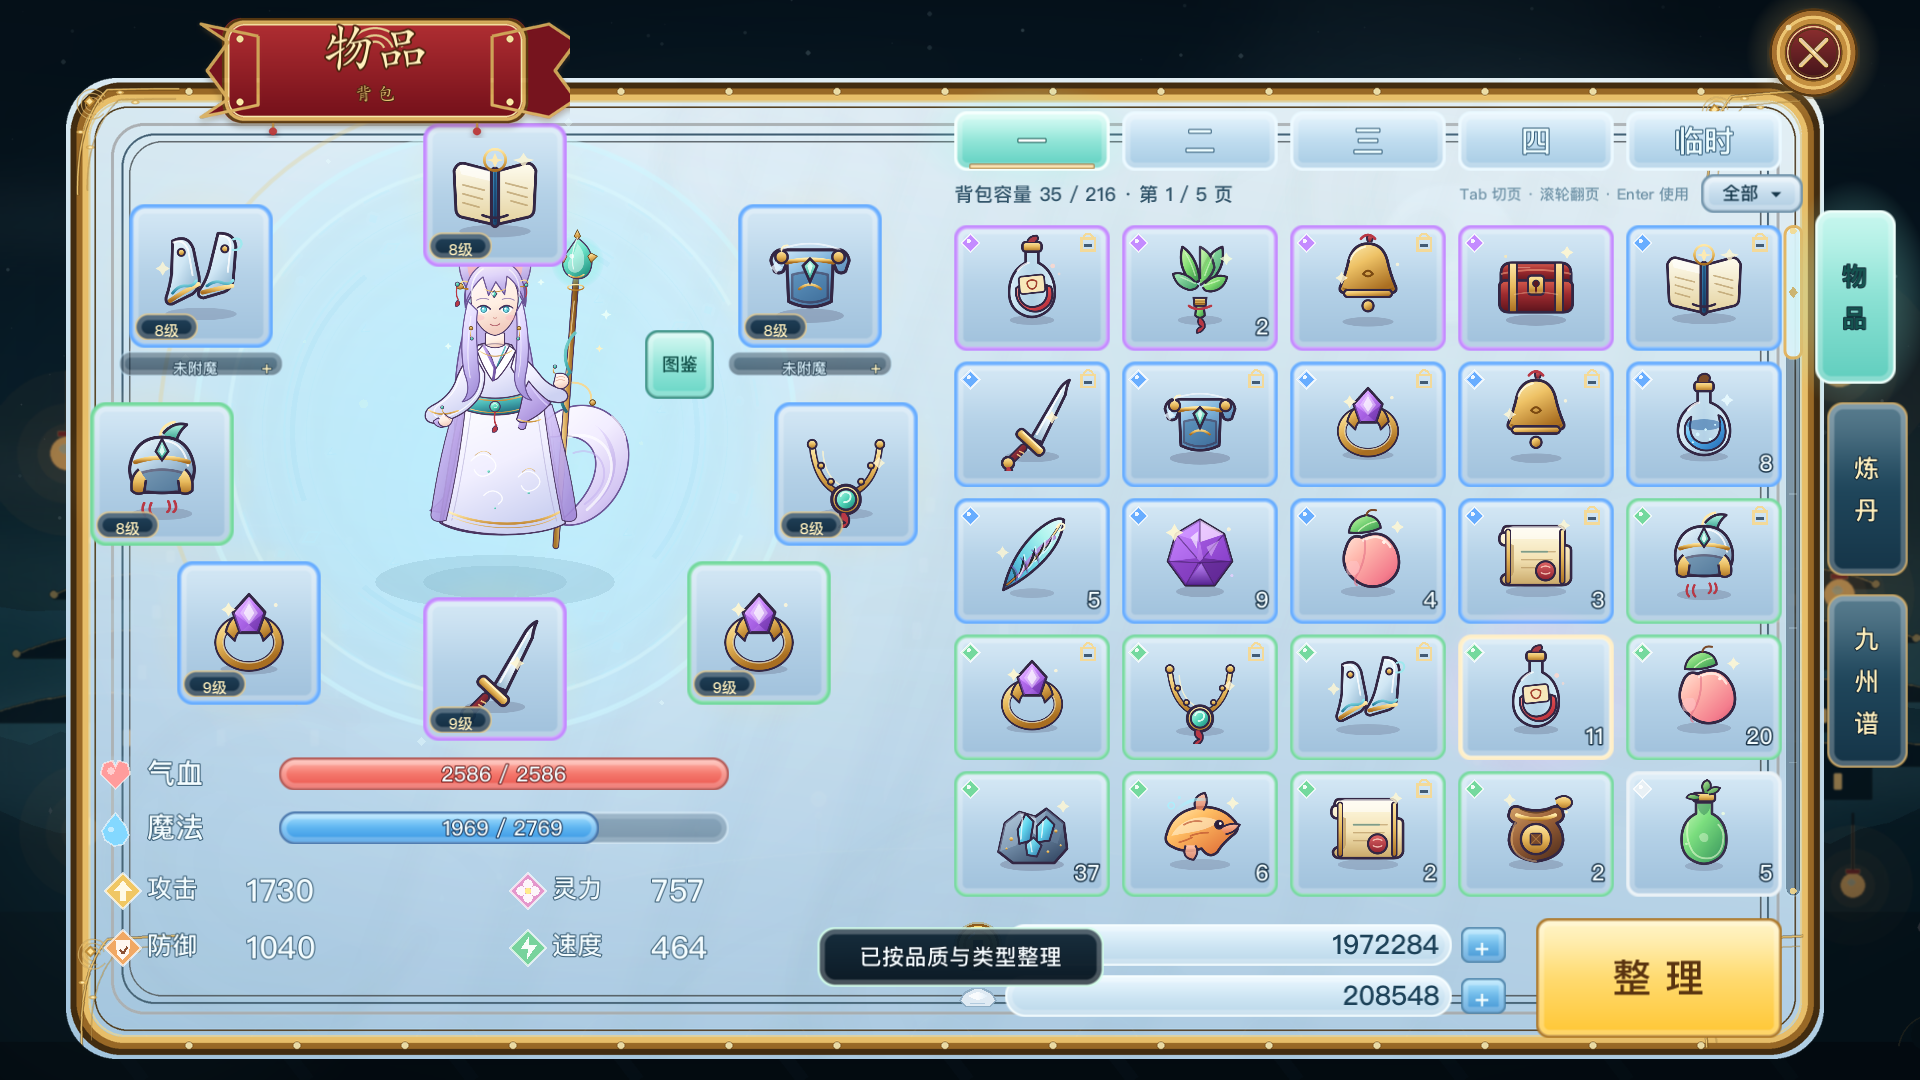 物品
背包
一
二
三
四
临时
背包容量 35 / 216 · 第 1 / 5 页
Tab 切页 · 滚轮翻页 · Enter 使用
全部
物品
炼丹
九州谱
8级
8级
8级
未附魔 +
未附魔 +
图鉴
8级
8级
9级
9级
9级
2
8
5
9
4
3
11
20
37
6
2
2
5
气血
2586 / 2586
魔法
1969 / 2769
攻击 1730
灵力 757
防御 1040
速度 464
已按品质与类型整理
1972284
+
208548
+
整理